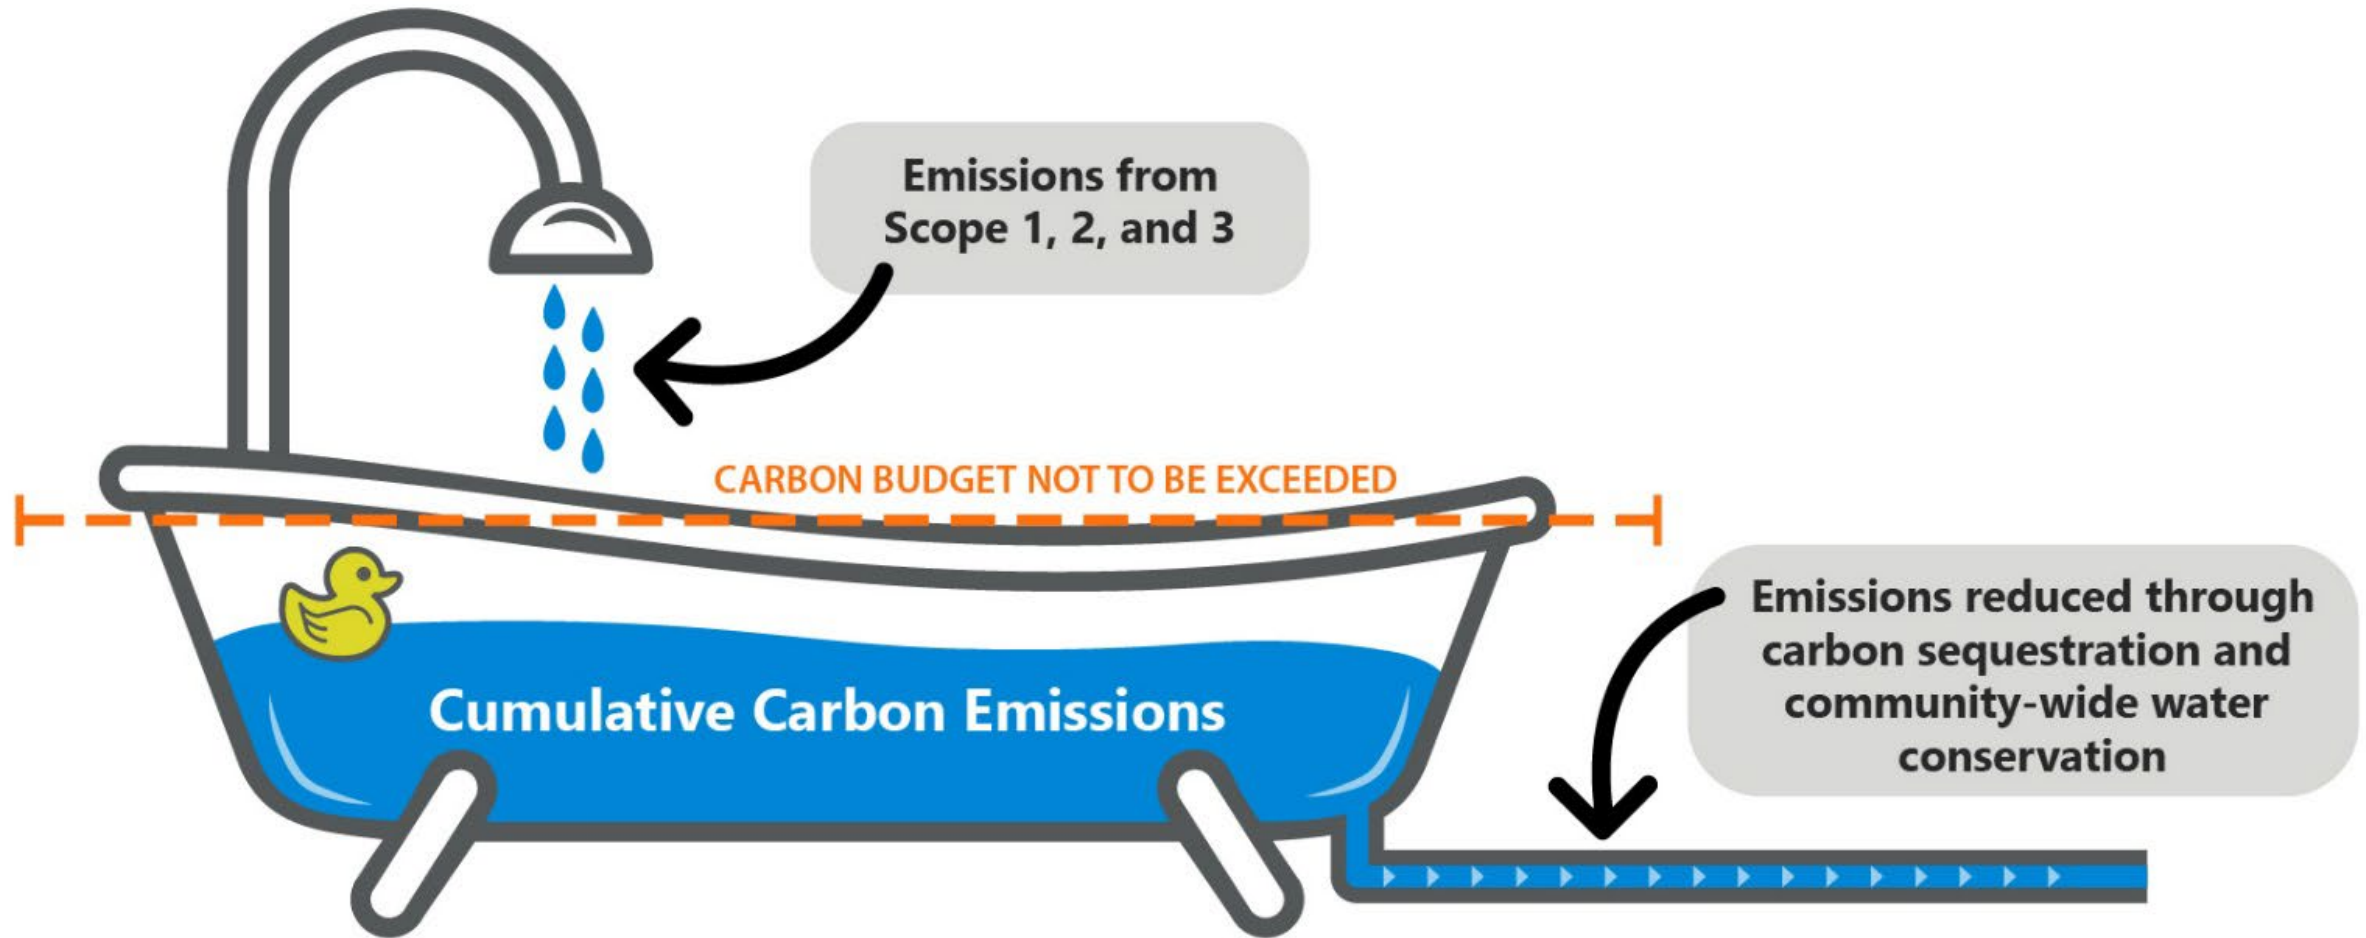 Emissions from
Scope 1, 2, and 3
CARBON BUDGET NOT TO BE EXCEEDED
Emissions reduced through
carbon sequestration and
community-wide water
conservation
Cumulative Carbon Emissions